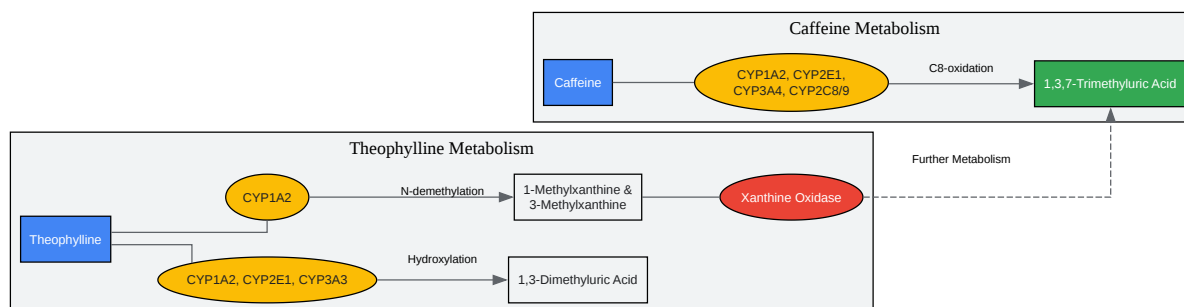 Caffeine Metabolism
Caffeine
CYP1A2, CYP2E1,
CYP3A4, CYP2C8/9
C8-oxidation
1,3,7-Trimethyluric Acid
Further Metabolism
Theophylline Metabolism
Theophylline
CYP1A2
N-demethylation
1-Methylxanthine &
3-Methylxanthine
Xanthine Oxidase
CYP1A2, CYP2E1, CYP3A3
Hydroxylation
1,3-Dimethyluric Acid